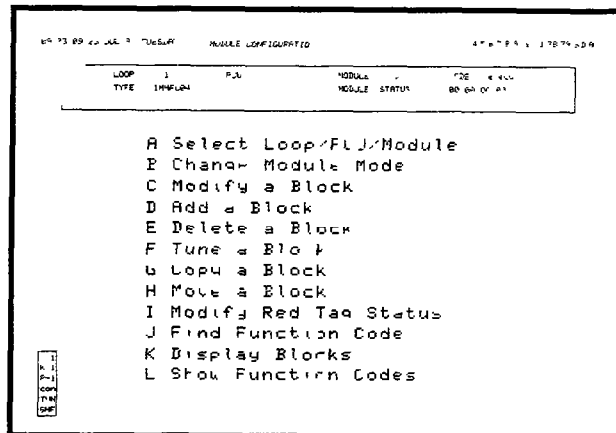 MODULE CONFIGURATIO
LOOP 1 MODULE
TYPE MODULE STATUS
A Select Loop/PCU/Module
B Change Module Mode
C Modify a Block
D Add a Block
E Delete a Block
F Tune a Block
G Copy a Block
H Move a Block
I Modify Red Tag Status
J Find Function Code
K Display Blocks
L Show Function Codes